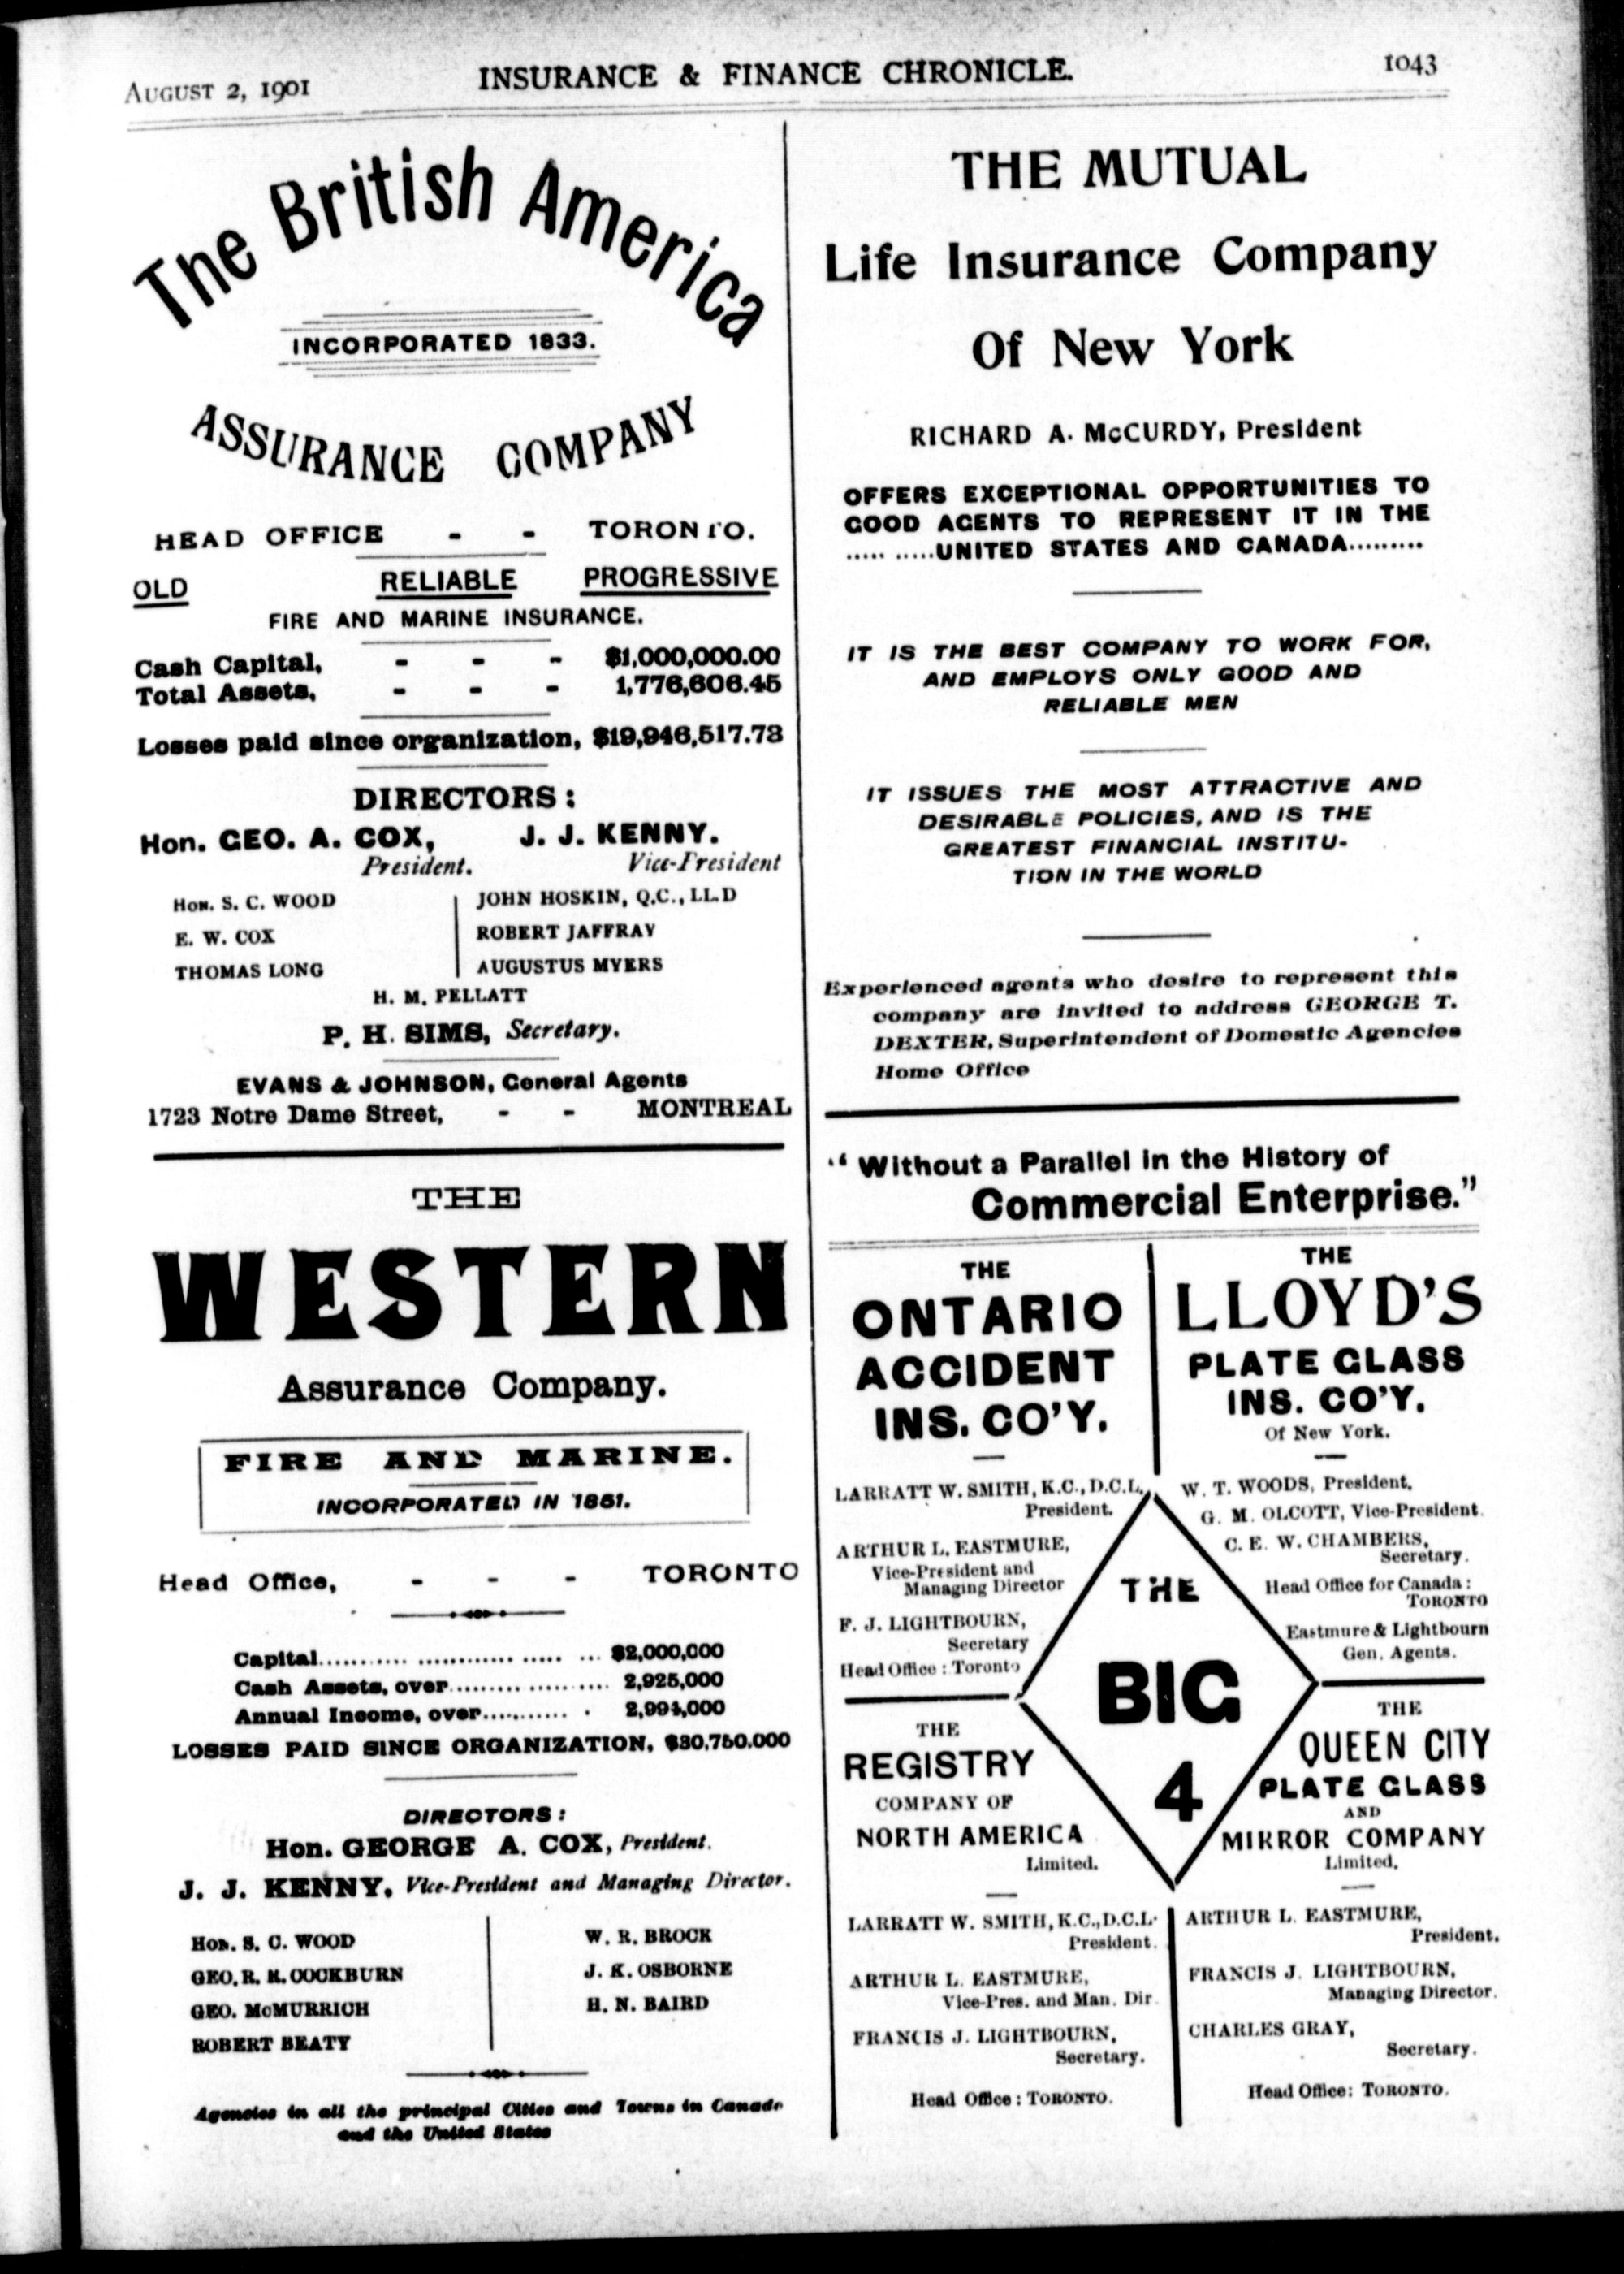 AUGUST 2, 1901
INSURANCE & FINANCE CHRONICLE.
1043
The British America
INCORPORATED 1833.
ASSURANCE COMPANY
HEAD OFFICE - - TORONTO.
OLD RELIABLE PROGRESSIVE
FIRE AND MARINE INSURANCE.
Cash Capital, - - - $1,000,000.00
Total Assets, - - - 1,776,606.45
Losses paid since organization, $19,946,517.73
DIRECTORS:
Hon. GEO. A. COX, J. J. KENNY.
President. Vice-President
Hon. S. C. WOOD JOHN HOSKIN, Q.C., LL.D
E. W. COX ROBERT JAFFRAY
THOMAS LONG AUGUSTUS MYERS
H. M. PELLATT
P. H. SIMS, Secretary.
EVANS & JOHNSON, General Agents
1723 Notre Dame Street, - - MONTREAL
THE
WESTERN
Assurance Company.
FIRE AND MARINE.
INCORPORATED IN 1851.
Head Office, - - - TORONTO
Capital.......... ............ ..... ... $2,000,000
Cash Assets, over......... ......... 2,925,000
Annual Income, over........... . 2,994,000
LOSSES PAID SINCE ORGANIZATION, $30,750.000
DIRECTORS:
Hon. GEORGE A. COX, President.
J. J. KENNY, Vice-President and Managing Director.
Hon. S. C. WOOD W. R. BROCK
GEO. R. R. COCKBURN J. K. OSBORNE
GEO. McMURRICH H. N. BAIRD
ROBERT BEATY
Agencies in all the principal Cities and Towns in Canada
and the United States
THE MUTUAL
Life Insurance Company
Of New York
RICHARD A. McCURDY, President
OFFERS EXCEPTIONAL OPPORTUNITIES TO
GOOD AGENTS TO REPRESENT IT IN THE
..... .....UNITED STATES AND CANADA.........
IT IS THE BEST COMPANY TO WORK FOR,
AND EMPLOYS ONLY GOOD AND
RELIABLE MEN
IT ISSUES THE MOST ATTRACTIVE AND
DESIRABLE POLICIES, AND IS THE
GREATEST FINANCIAL INSTITU-
TION IN THE WORLD
Experienced agents who desire to represent this
company are invited to address GEORGE T.
DEXTER, Superintendent of Domestic Agencies
Home Office
"Without a Parallel in the History of
Commercial Enterprise."
THE
ONTARIO
ACCIDENT
INS. CO'Y.
LARRATT W. SMITH, K.C., D.C.L.,
President.
ARTHUR L. EASTMURE,
Vice-President and
Managing Director
F. J. LIGHTBOURN,
Secretary
Head Office : Toronto
THE
LLOYD'S
PLATE GLASS
INS. CO'Y.
Of New York.
W. T. WOODS, President.
G. M. OLCOTT, Vice-President.
C. E. W. CHAMBERS,
Secretary.
Head Office for Canada:
TORONTO
Eastmure & Lightbourn
Gen. Agents.
THE
BIG
4
THE
REGISTRY
COMPANY OF
NORTH AMERICA
Limited.
LARRATT W. SMITH, K.C., D.C.L.
President.
ARTHUR L. EASTMURE,
Vice-Pres. and Man. Dir.
FRANCIS J. LIGHTBOURN,
Secretary.
Head Office : TORONTO.
THE
QUEEN CITY
PLATE GLASS
AND
MIRROR COMPANY
Limited.
ARTHUR L. EASTMURE,
President.
FRANCIS J. LIGHTBOURN,
Managing Director.
CHARLES GRAY,
Secretary.
Head Office: TORONTO.